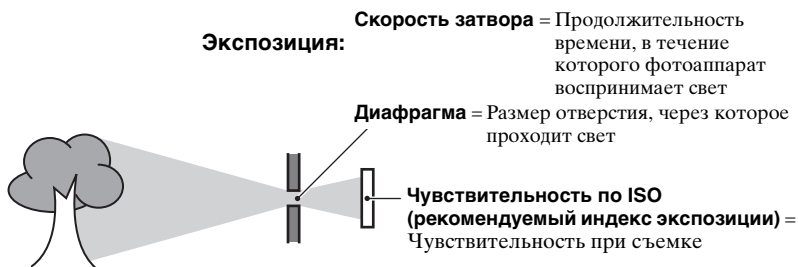 Экспозиция:
Скорость затвора = Продолжительность
времени, в течение
которого фотоаппарат
воспринимает свет
Диафрагма = Размер отверстия, через которое
проходит свет
Чувствительность по ISO
(рекомендуемый индекс экспозиции) =
Чувствительность при съемке